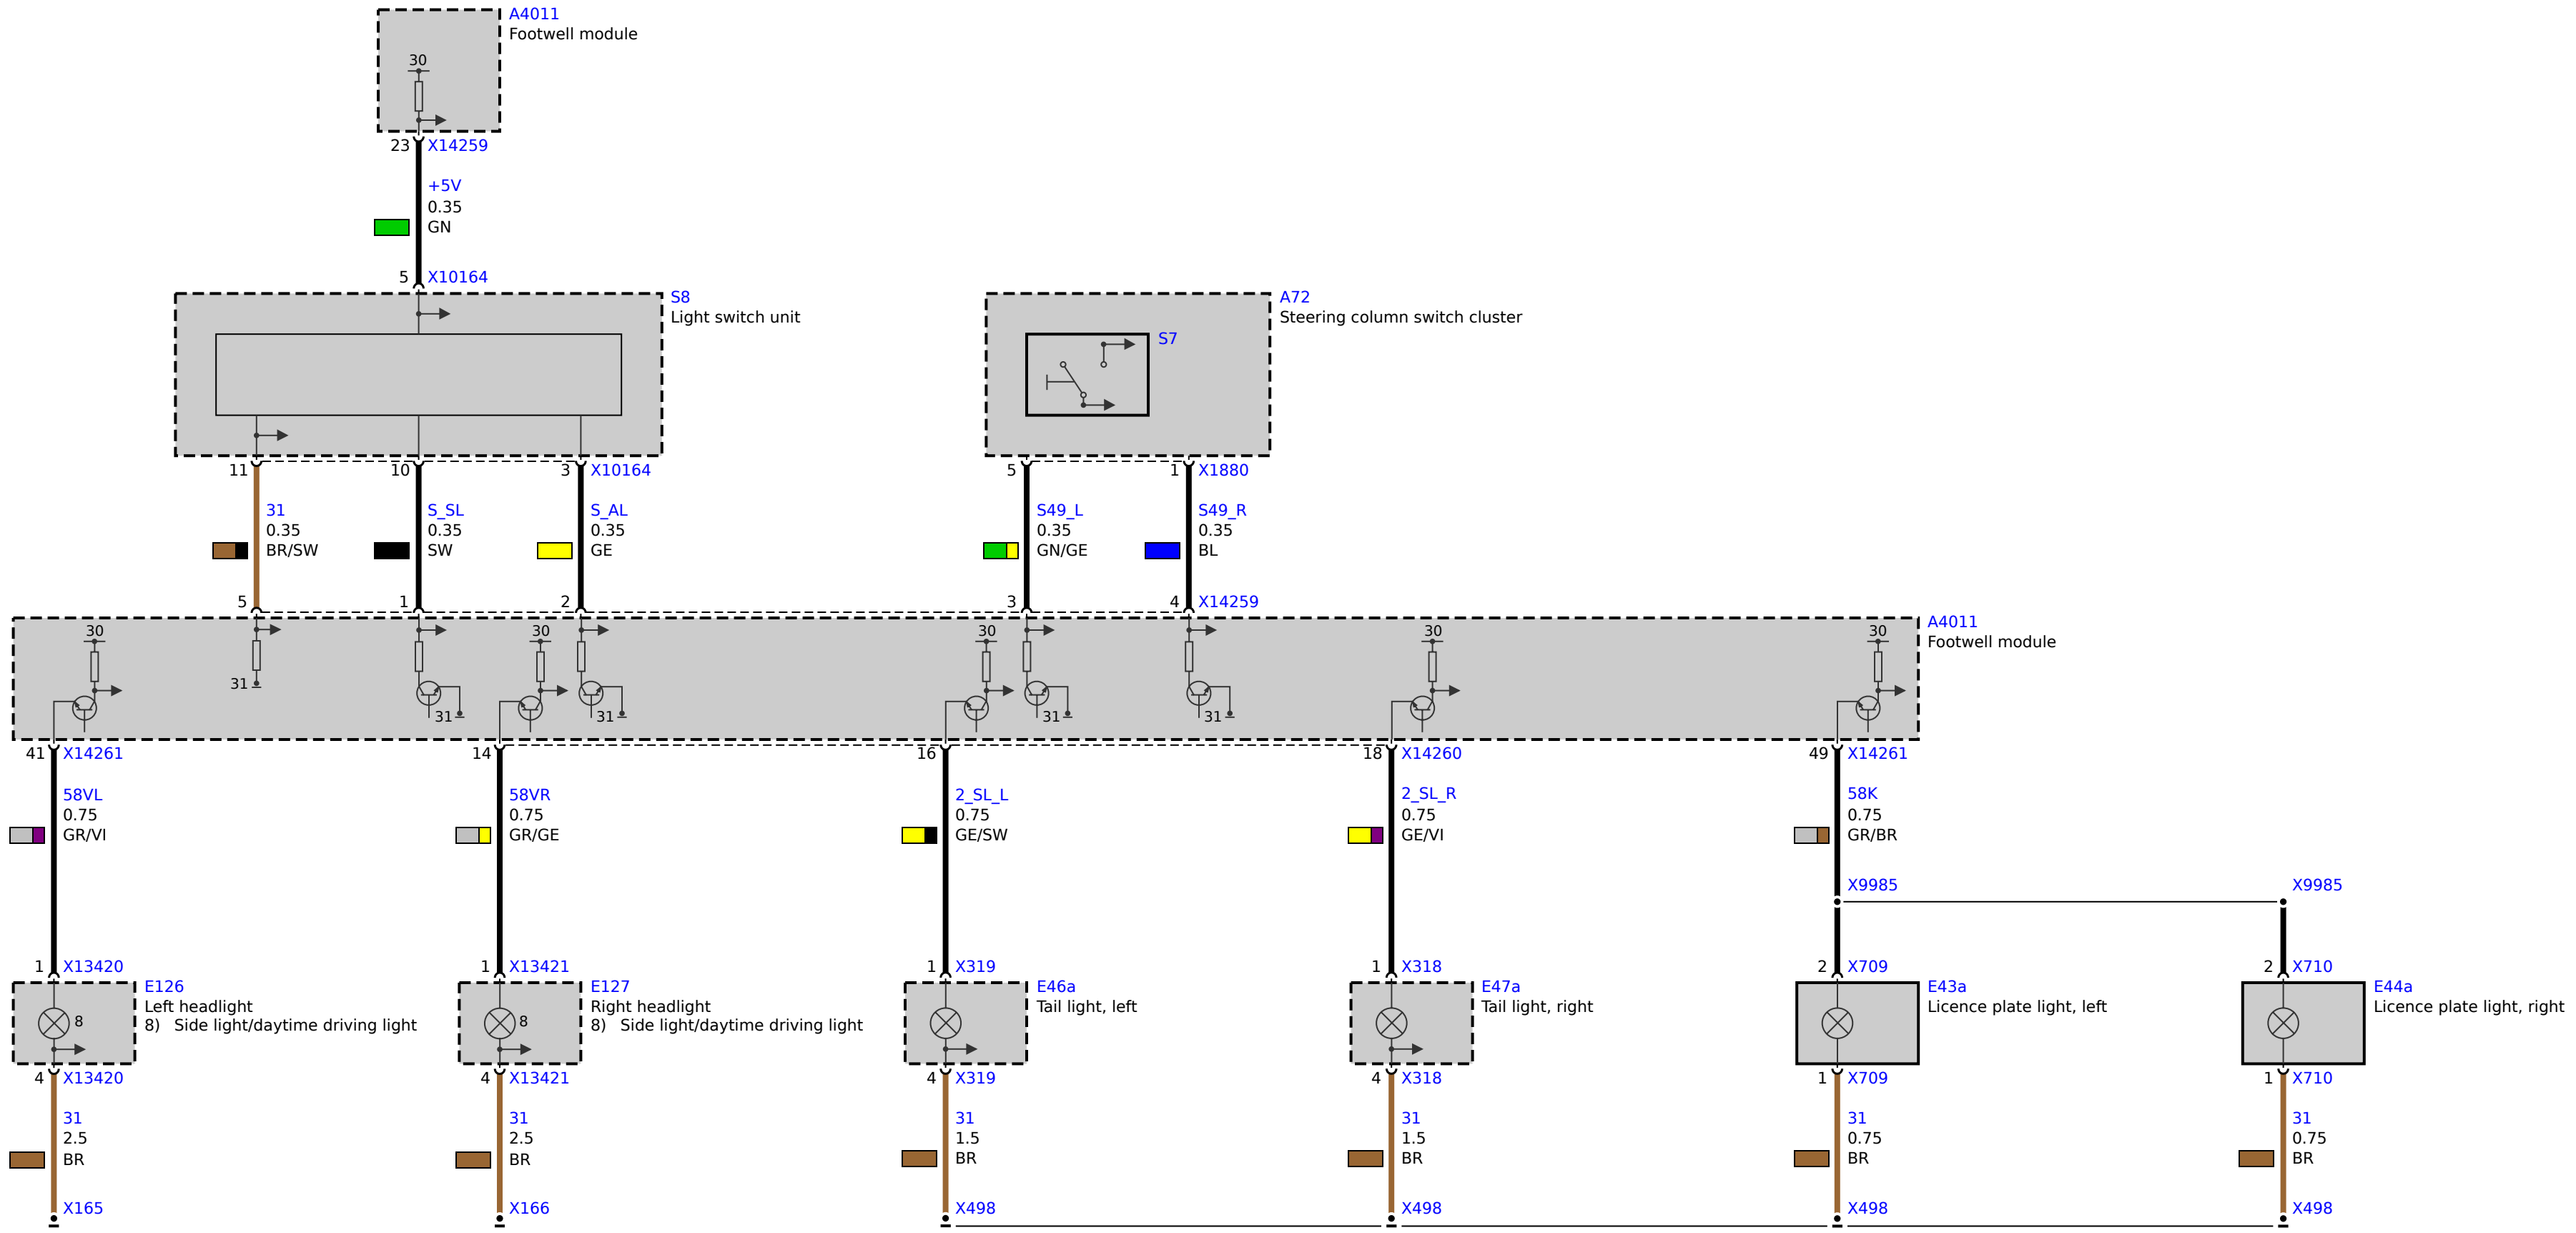 A4011
Footwell module
30
23 X14259
+5V
0.35
GN
5 X10164
S8
Light switch unit
A72
Steering column switch cluster
S7
11 10 3 X10164
5 1 X1880
31
0.35
BR/SW
S_SL
0.35
SW
S_AL
0.35
GE
S49_L
0.35
GN/GE
S49_R
0.35
BL
5 1 2 3 4 X14259
A4011
Footwell module
30 30 30 30 30
31
31 31 31 31
41 X14261
14
16
18 X14260
49 X14261
58VL
0.75
GR/VI
58VR
0.75
GR/GE
2_SL_L
0.75
GE/SW
2_SL_R
0.75
GE/VI
58K
0.75
GR/BR
X9985
X9985
1 X13420
1 X13421
1 X319
1 X318
2 X709
2 X710
E126
Left headlight
8) Side light/daytime driving light
8
E127
Right headlight
8) Side light/daytime driving light
8
E46a
Tail light, left
E47a
Tail light, right
E43a
Licence plate light, left
E44a
Licence plate light, right
4 X13420
4 X13421
4 X319
4 X318
1 X709
1 X710
31
2.5
BR
31
2.5
BR
31
1.5
BR
31
1.5
BR
31
0.75
BR
31
0.75
BR
X165
X166
X498
X498
X498
X498